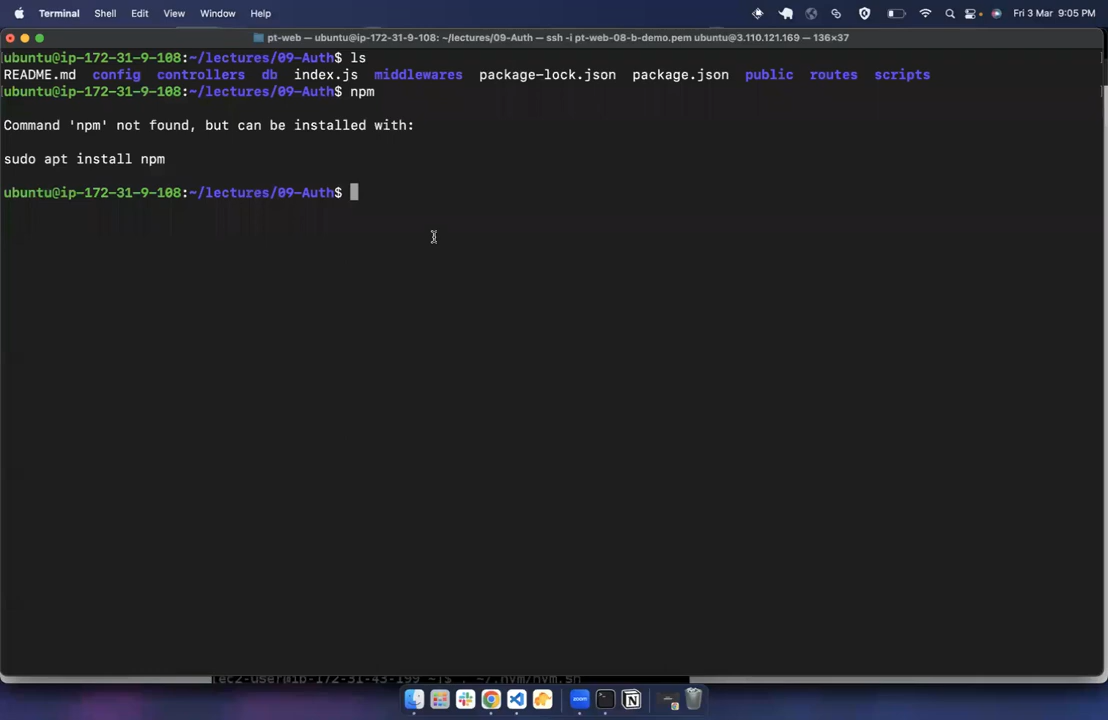 Terminal Shell Edit View Window Help Fri 3 Mar 9:05 PM
pt-web — ubuntu@ip-172-31-9-108: ~/lectures/09-Auth — ssh -i pt-web-08-b-demo.pem ubuntu@3.110.121.169 — 136×37
ubuntu@ip-172-31-9-108:~/lectures/09-Auth$ ls
README.md config controllers db index.js middlewares package-lock.json package.json public routes scripts
ubuntu@ip-172-31-9-108:~/lectures/09-Auth$ npm
Command 'npm' not found, but can be installed with:
sudo apt install npm
ubuntu@ip-172-31-9-108:~/lectures/09-Auth$
[ec2-user@ip-172-31-43-199 ~]$ . ~/.nvm/nvm.sh
zoom